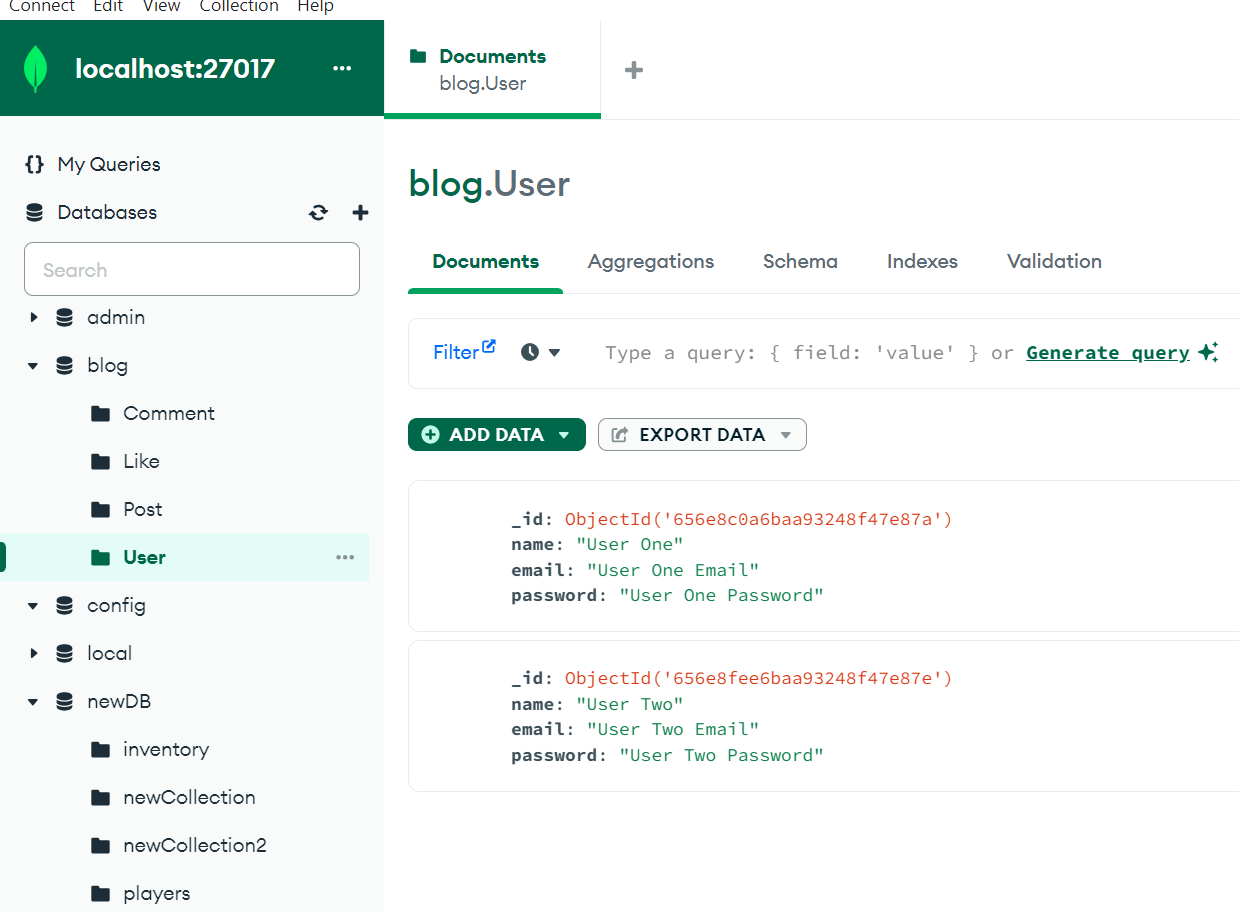 Connect Edit View Collection Help
localhost:27017
My Queries
Databases
Search
admin
blog
Comment
Like
Post
User
config
local
newDB
inventory
newCollection
newCollection2
players
Documents
blog.User
blog.User
Documents Aggregations Schema Indexes Validation
Filter Type a query: { field: 'value' } or Generate query
ADD DATA EXPORT DATA
_id: ObjectId('656e8c0a6baa93248f47e87a')
name: "User One"
email: "User One Email"
password: "User One Password"
_id: ObjectId('656e8fee6baa93248f47e87e')
name: "User Two"
email: "User Two Email"
password: "User Two Password"